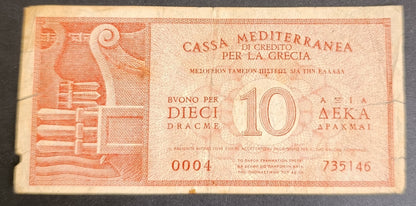 CASSA MEDITERRANEA
DI CREDITO
PER LA GRECIA
ΜΕΣΟΓΕΙΟΝ ΤΑΜΕΙΟΝ ΠΙΣΤΕΩΣ ΔΙΑ ΤΗΝ ΕΛΛΑΔΑ
BVONO PER
DIECI
DRACME
10
ΑΞΙΑ
ΔΕΚΑ
ΔΡΑΧΜΑΙ
0004 735146